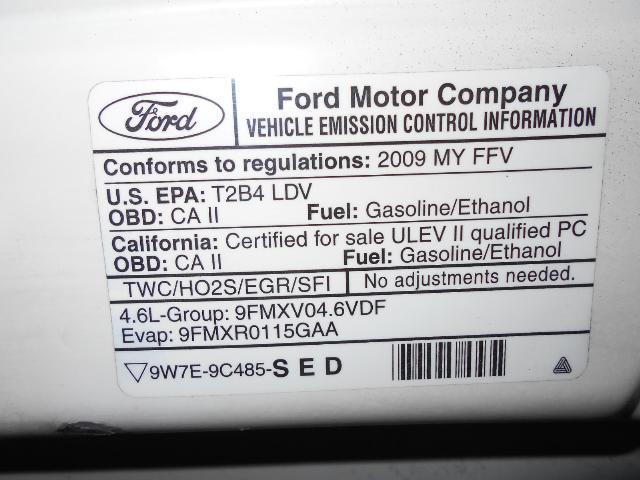 Ford
Ford Motor Company
VEHICLE EMISSION CONTROL INFORMATION
Conforms to regulations: 2009 MY FFV
U.S. EPA: T2B4 LDV
OBD: CA II Fuel: Gasoline/Ethanol
California: Certified for sale ULEV II qualified PC
OBD: CA II Fuel: Gasoline/Ethanol
TWC/HO2S/EGR/SFI No adjustments needed.
4.6L-Group: 9FMXV04.6VDF
Evap: 9FMXR0115GAA
9W7E-9C485-SED